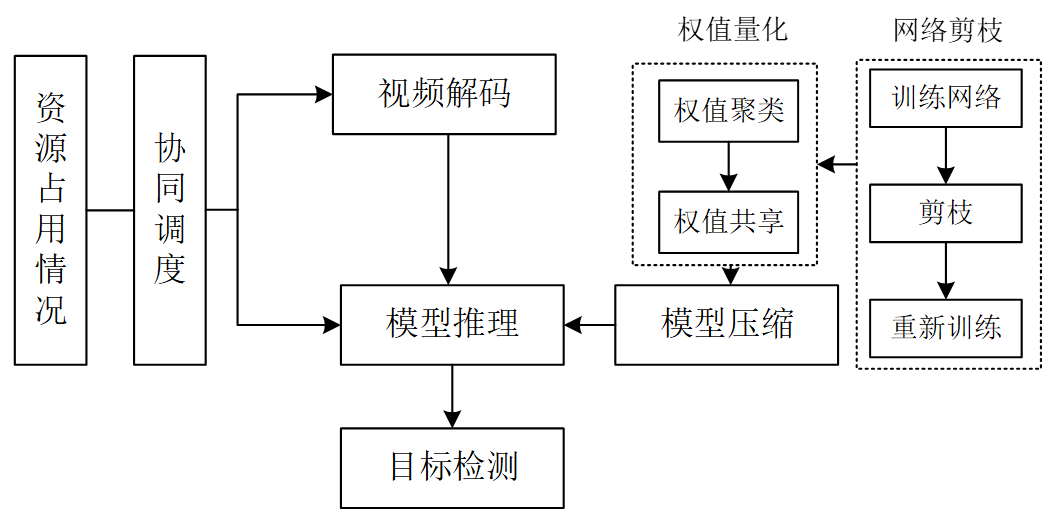 资源占用情况
协同调度
视频解码
模型推理
目标检测
权值量化
权值聚类
权值共享
模型压缩
网络剪枝
训练网络
剪枝
重新训练